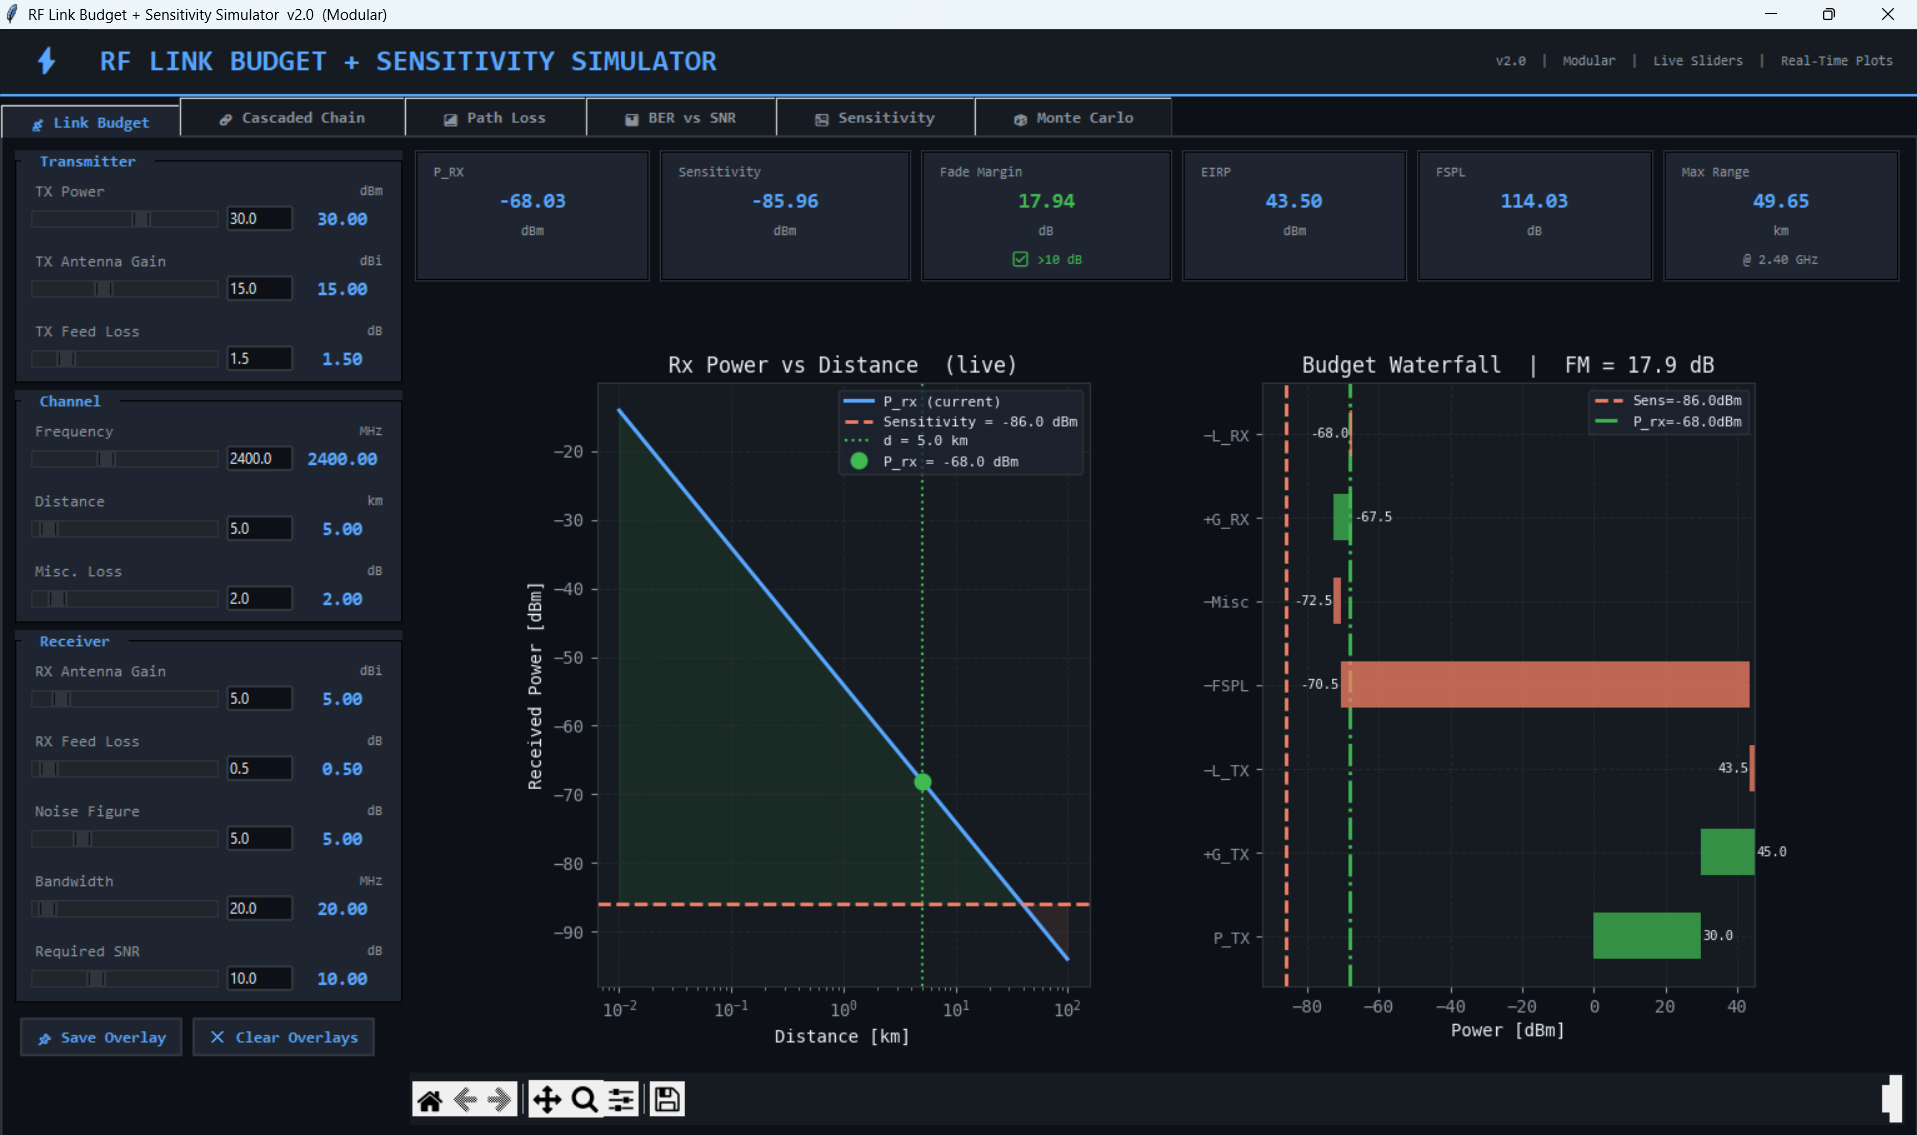 RF Link Budget + Sensitivity Simulator v2.0 (Modular)
RF LINK BUDGET + SENSITIVITY SIMULATOR
v2.0 | Modular | Live Sliders | Real-Time Plots
Link Budget
Cascaded Chain
Path Loss
BER vs SNR
Sensitivity
Monte Carlo
Transmitter
TX Power dBm
30.0 30.00
TX Antenna Gain dBi
15.0 15.00
TX Feed Loss dB
1.5 1.50
Channel
Frequency MHz
2400.0 2400.00
Distance km
5.0 5.00
Misc. Loss dB
2.0 2.00
Receiver
RX Antenna Gain dBi
5.0 5.00
RX Feed Loss dB
0.5 0.50
Noise Figure dB
5.0 5.00
Bandwidth MHz
20.0 20.00
Required SNR dB
10.0 10.00
Save Overlay
Clear Overlays
P_RX
-68.03
dBm
Sensitivity
-85.96
dBm
Fade Margin
17.94
dB
>10 dB
EIRP
43.50
dBm
FSPL
114.03
dB
Max Range
49.65
km
@ 2.40 GHz
Rx Power vs Distance (live)
P_rx (current)
Sensitivity = -86.0 dBm
d = 5.0 km
P_rx = -68.0 dBm
Received Power [dBm]
−20
−30
−40
−50
−60
−70
−80
−90
10⁻² 10⁻¹ 10⁰ 10¹ 10²
Distance [km]
Budget Waterfall | FM = 17.9 dB
Sens=-86.0dBm
P_rx=-68.0dBm
−L_RX -68.0
+G_RX -67.5
−Misc -72.5
−FSPL -70.5
−L_TX 43.5
+G_TX 45.0
P_TX 30.0
−80 −60 −40 −20 0 20 40
Power [dBm]